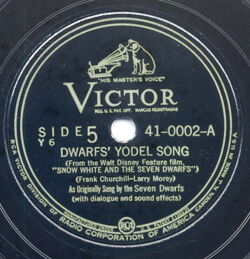 "HIS MASTER'S VOICE"
VICTOR
REG. U. S. PAT. OFF. MARCAS REGISTRADAS
SIDE 5
41-0002-A
Y6
DWARFS' YODEL SONG
(From the Walt Disney Feature film,
"SNOW WHITE AND THE SEVEN DWARFS")
(Frank Churchill–Larry Morey)
As Originally Sung by the Seven Dwarfs
(with dialogue and sound effects)
RCA
RCA VICTOR DIVISION OF RADIO CORPORATION OF AMERICA
CAMDEN, N. J.